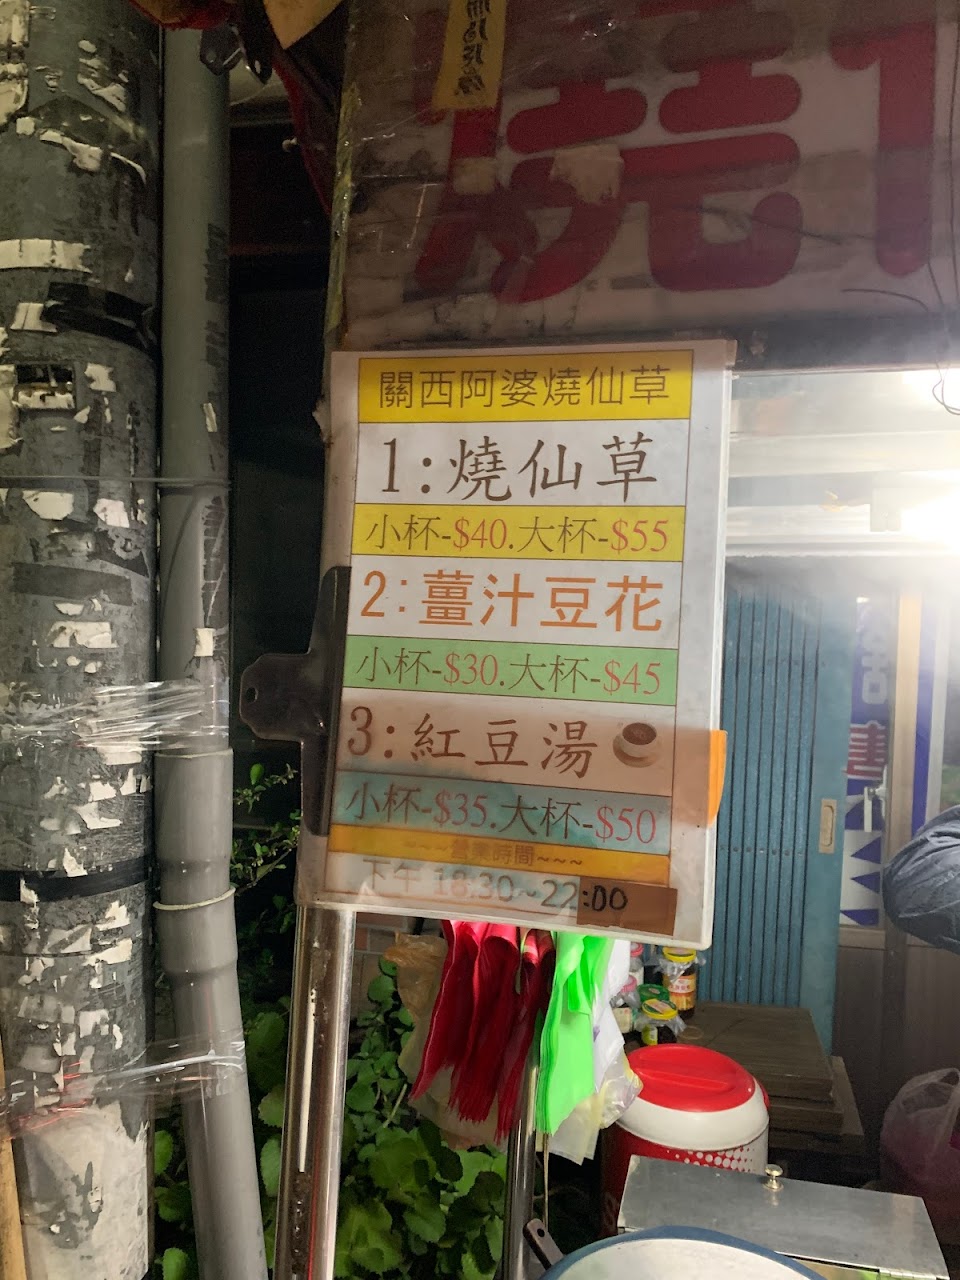 燒仙
關西阿婆燒仙草
1:燒仙草
小杯-$40.大杯-$55
2:薑汁豆花
小杯-$30.大杯-$45
3:紅豆湯
小杯-$35.大杯-$50
~~~營業時間~~~
下午 18:30~22:00